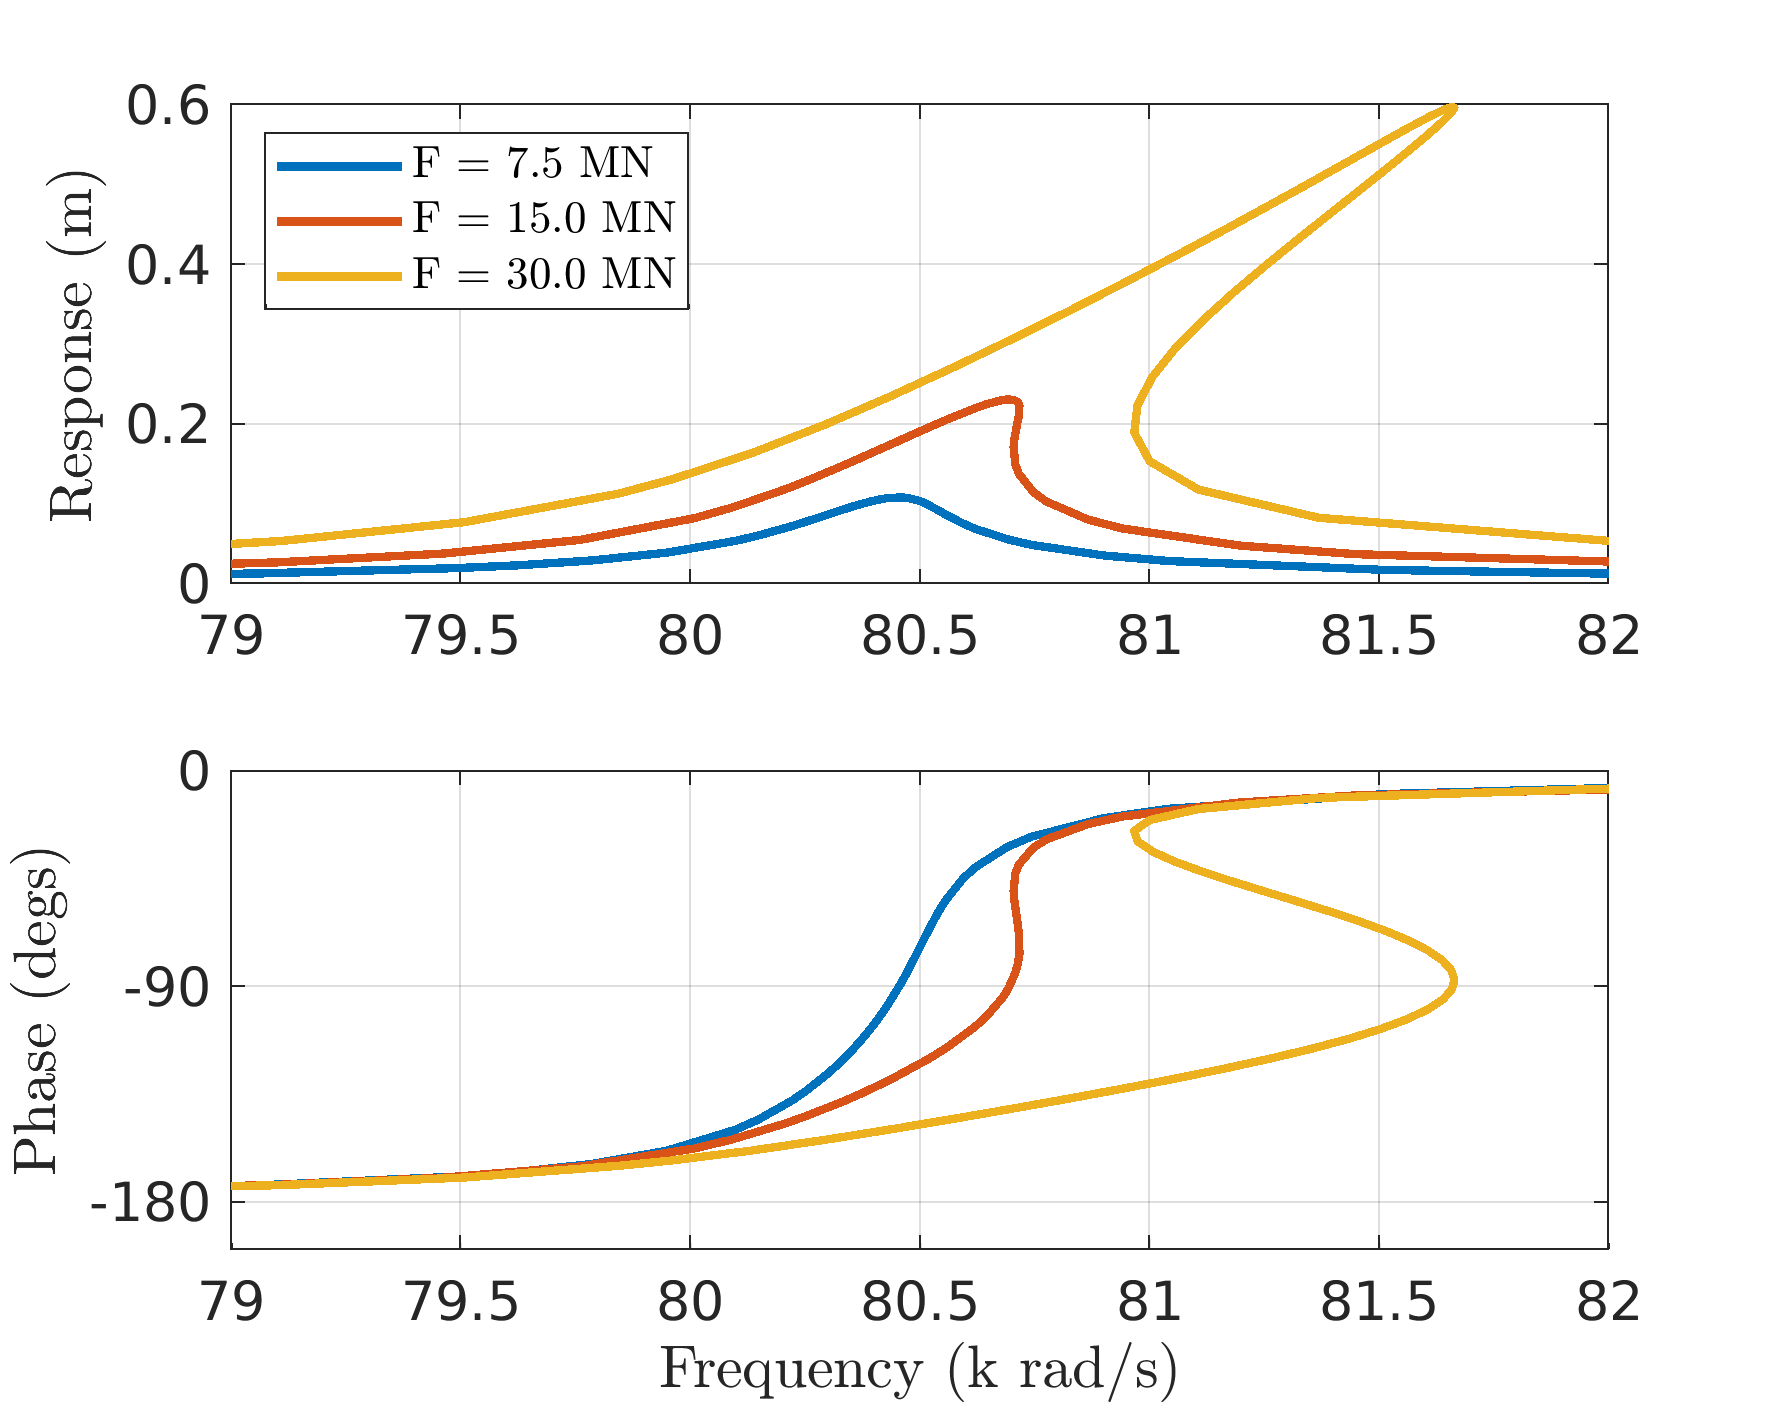 0.6
0.4
0.2
0
Response (m)
F = 7.5 MN
F = 15.0 MN
F = 30.0 MN
79 79.5 80 80.5 81 81.5 82
0
-90
-180
Phase (degs)
79 79.5 80 80.5 81 81.5 82
Frequency (k rad/s)